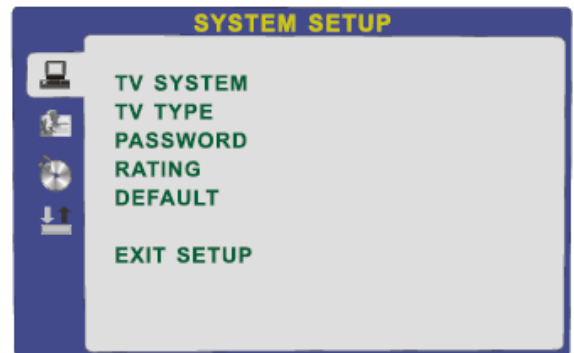 SYSTEM SETUP
TV SYSTEM
TV TYPE
PASSWORD
RATING
DEFAULT
EXIT SETUP